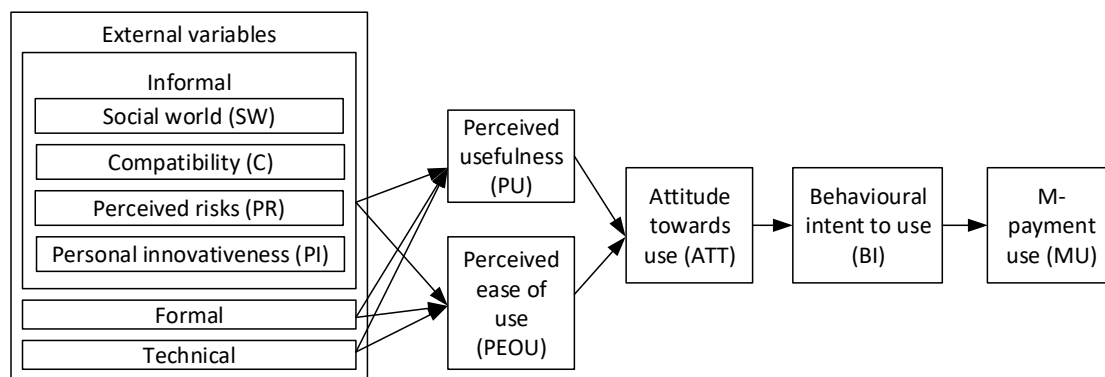 External variables
Informal
Social world (SW)
Compatibility (C)
Perceived risks (PR)
Personal innovativeness (PI)
Formal
Technical
Perceived
usefulness
(PU)
Perceived
ease of
use
(PEOU)
Attitude
towards
use (ATT)
Behavioural
intent to use
(BI)
M-
payment
use (MU)